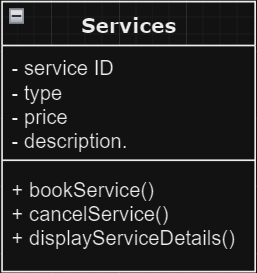 Services
- service ID
- type
- price
- description.
+ bookService()
+ cancelService()
+ displayServiceDetails()